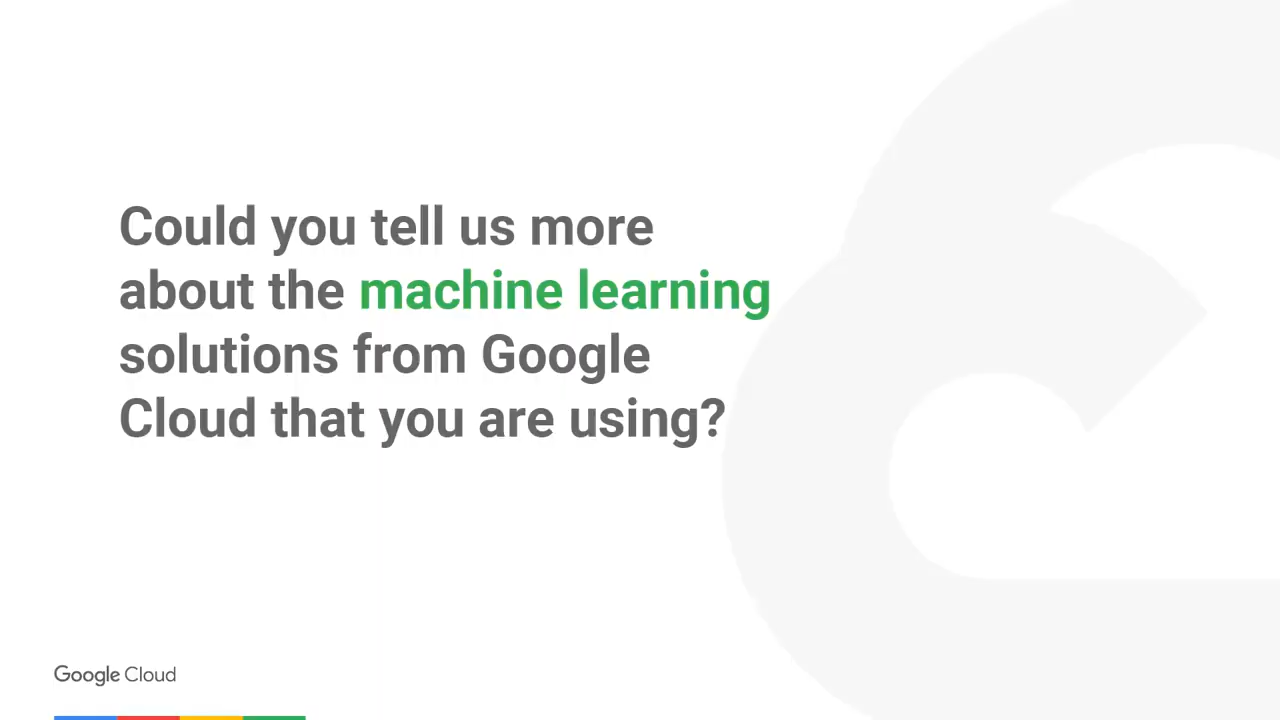 Could you tell us more
about the machine learning
solutions from Google
Cloud that you are using?
Google Cloud